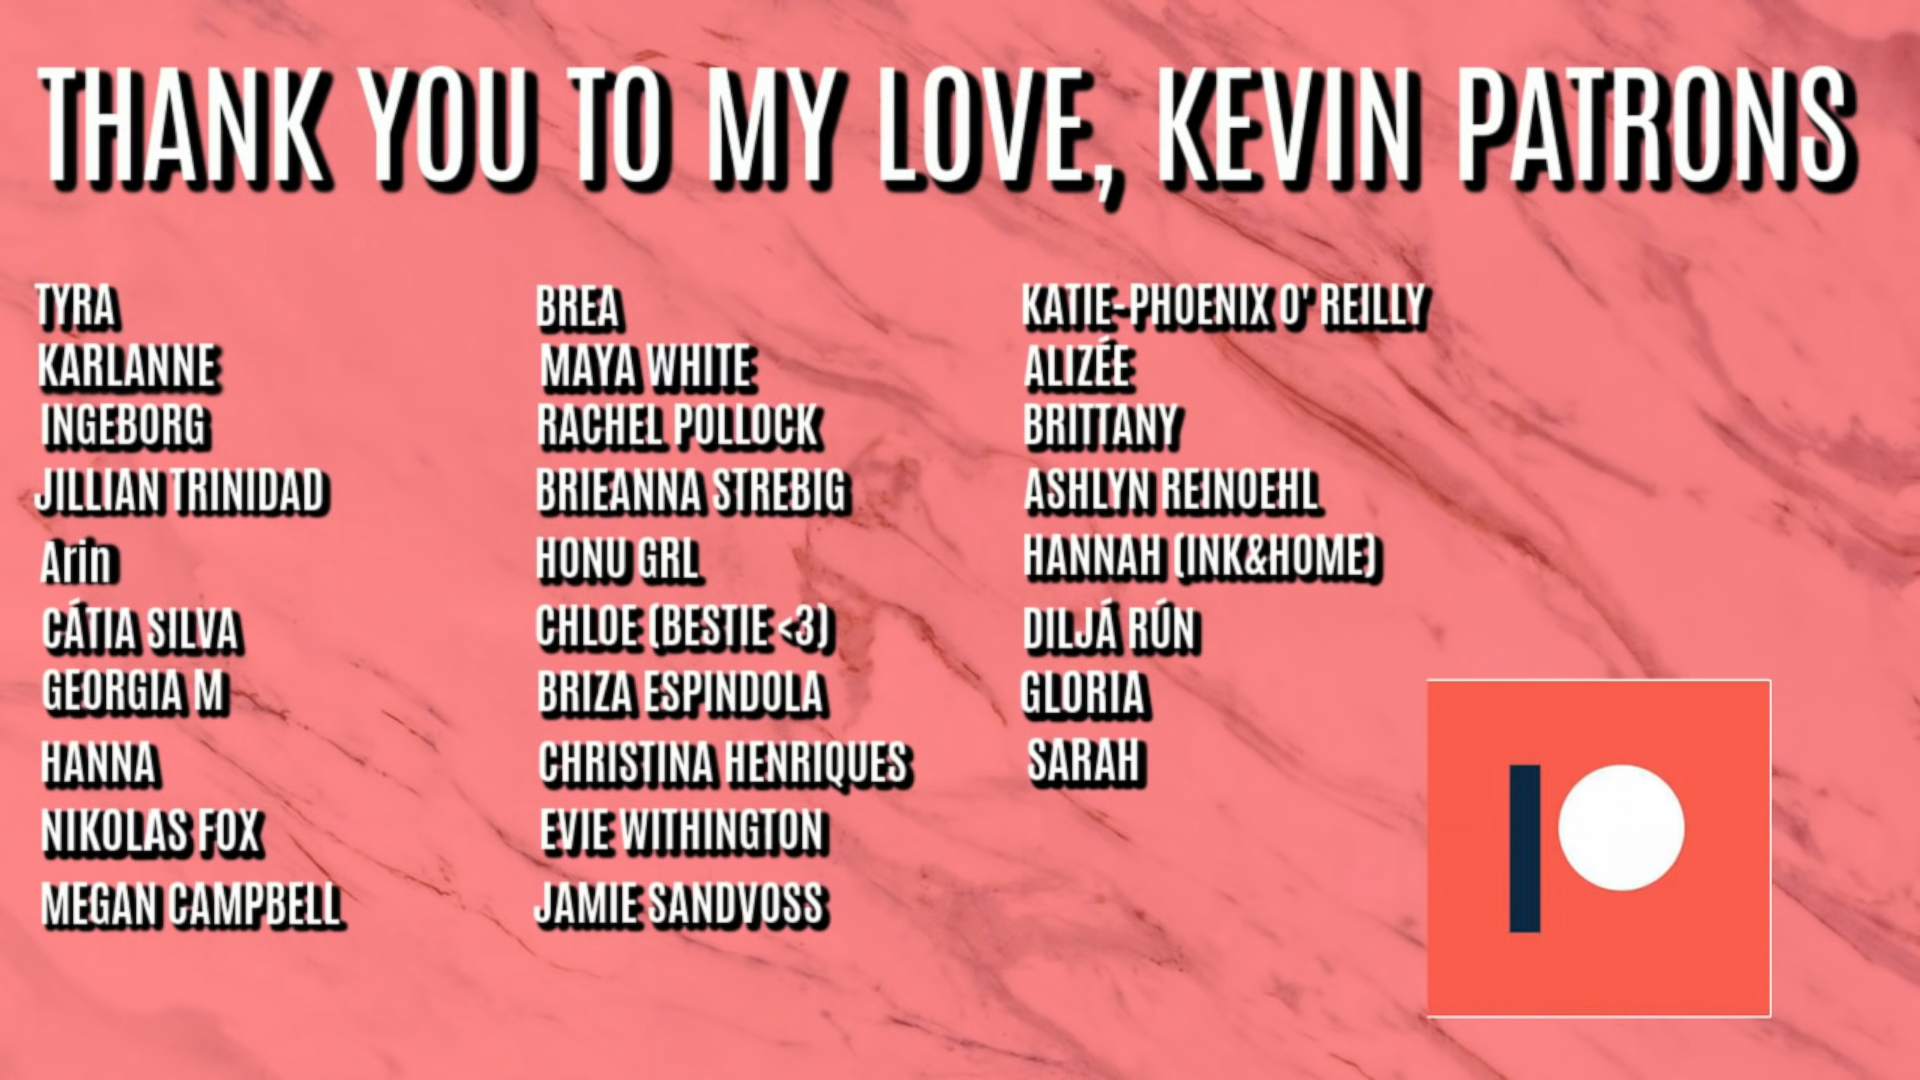 THANK YOU TO MY LOVE, KEVIN PATRONS
TYRA
KARLANNE
INGEBORG
JILLIAN TRINIDAD
Arin
CÁTIA SILVA
GEORGIA M
HANNA
NIKOLAS FOX
MEGAN CAMPBELL
BREA
MAYA WHITE
RACHEL POLLOCK
BRIEANNA STREBIG
HONU GRL
CHLOE (BESTIE <3)
BRIZA ESPINDOLA
CHRISTINA HENRIQUES
EVIE WITHINGTON
JAMIE SANDVOSS
KATIE-PHOENIX O' REILLY
ALIZÉE
BRITTANY
ASHLYN REINOEHL
HANNAH (INK&HOME)
DILJÁ RÚN
GLORIA
SARAH